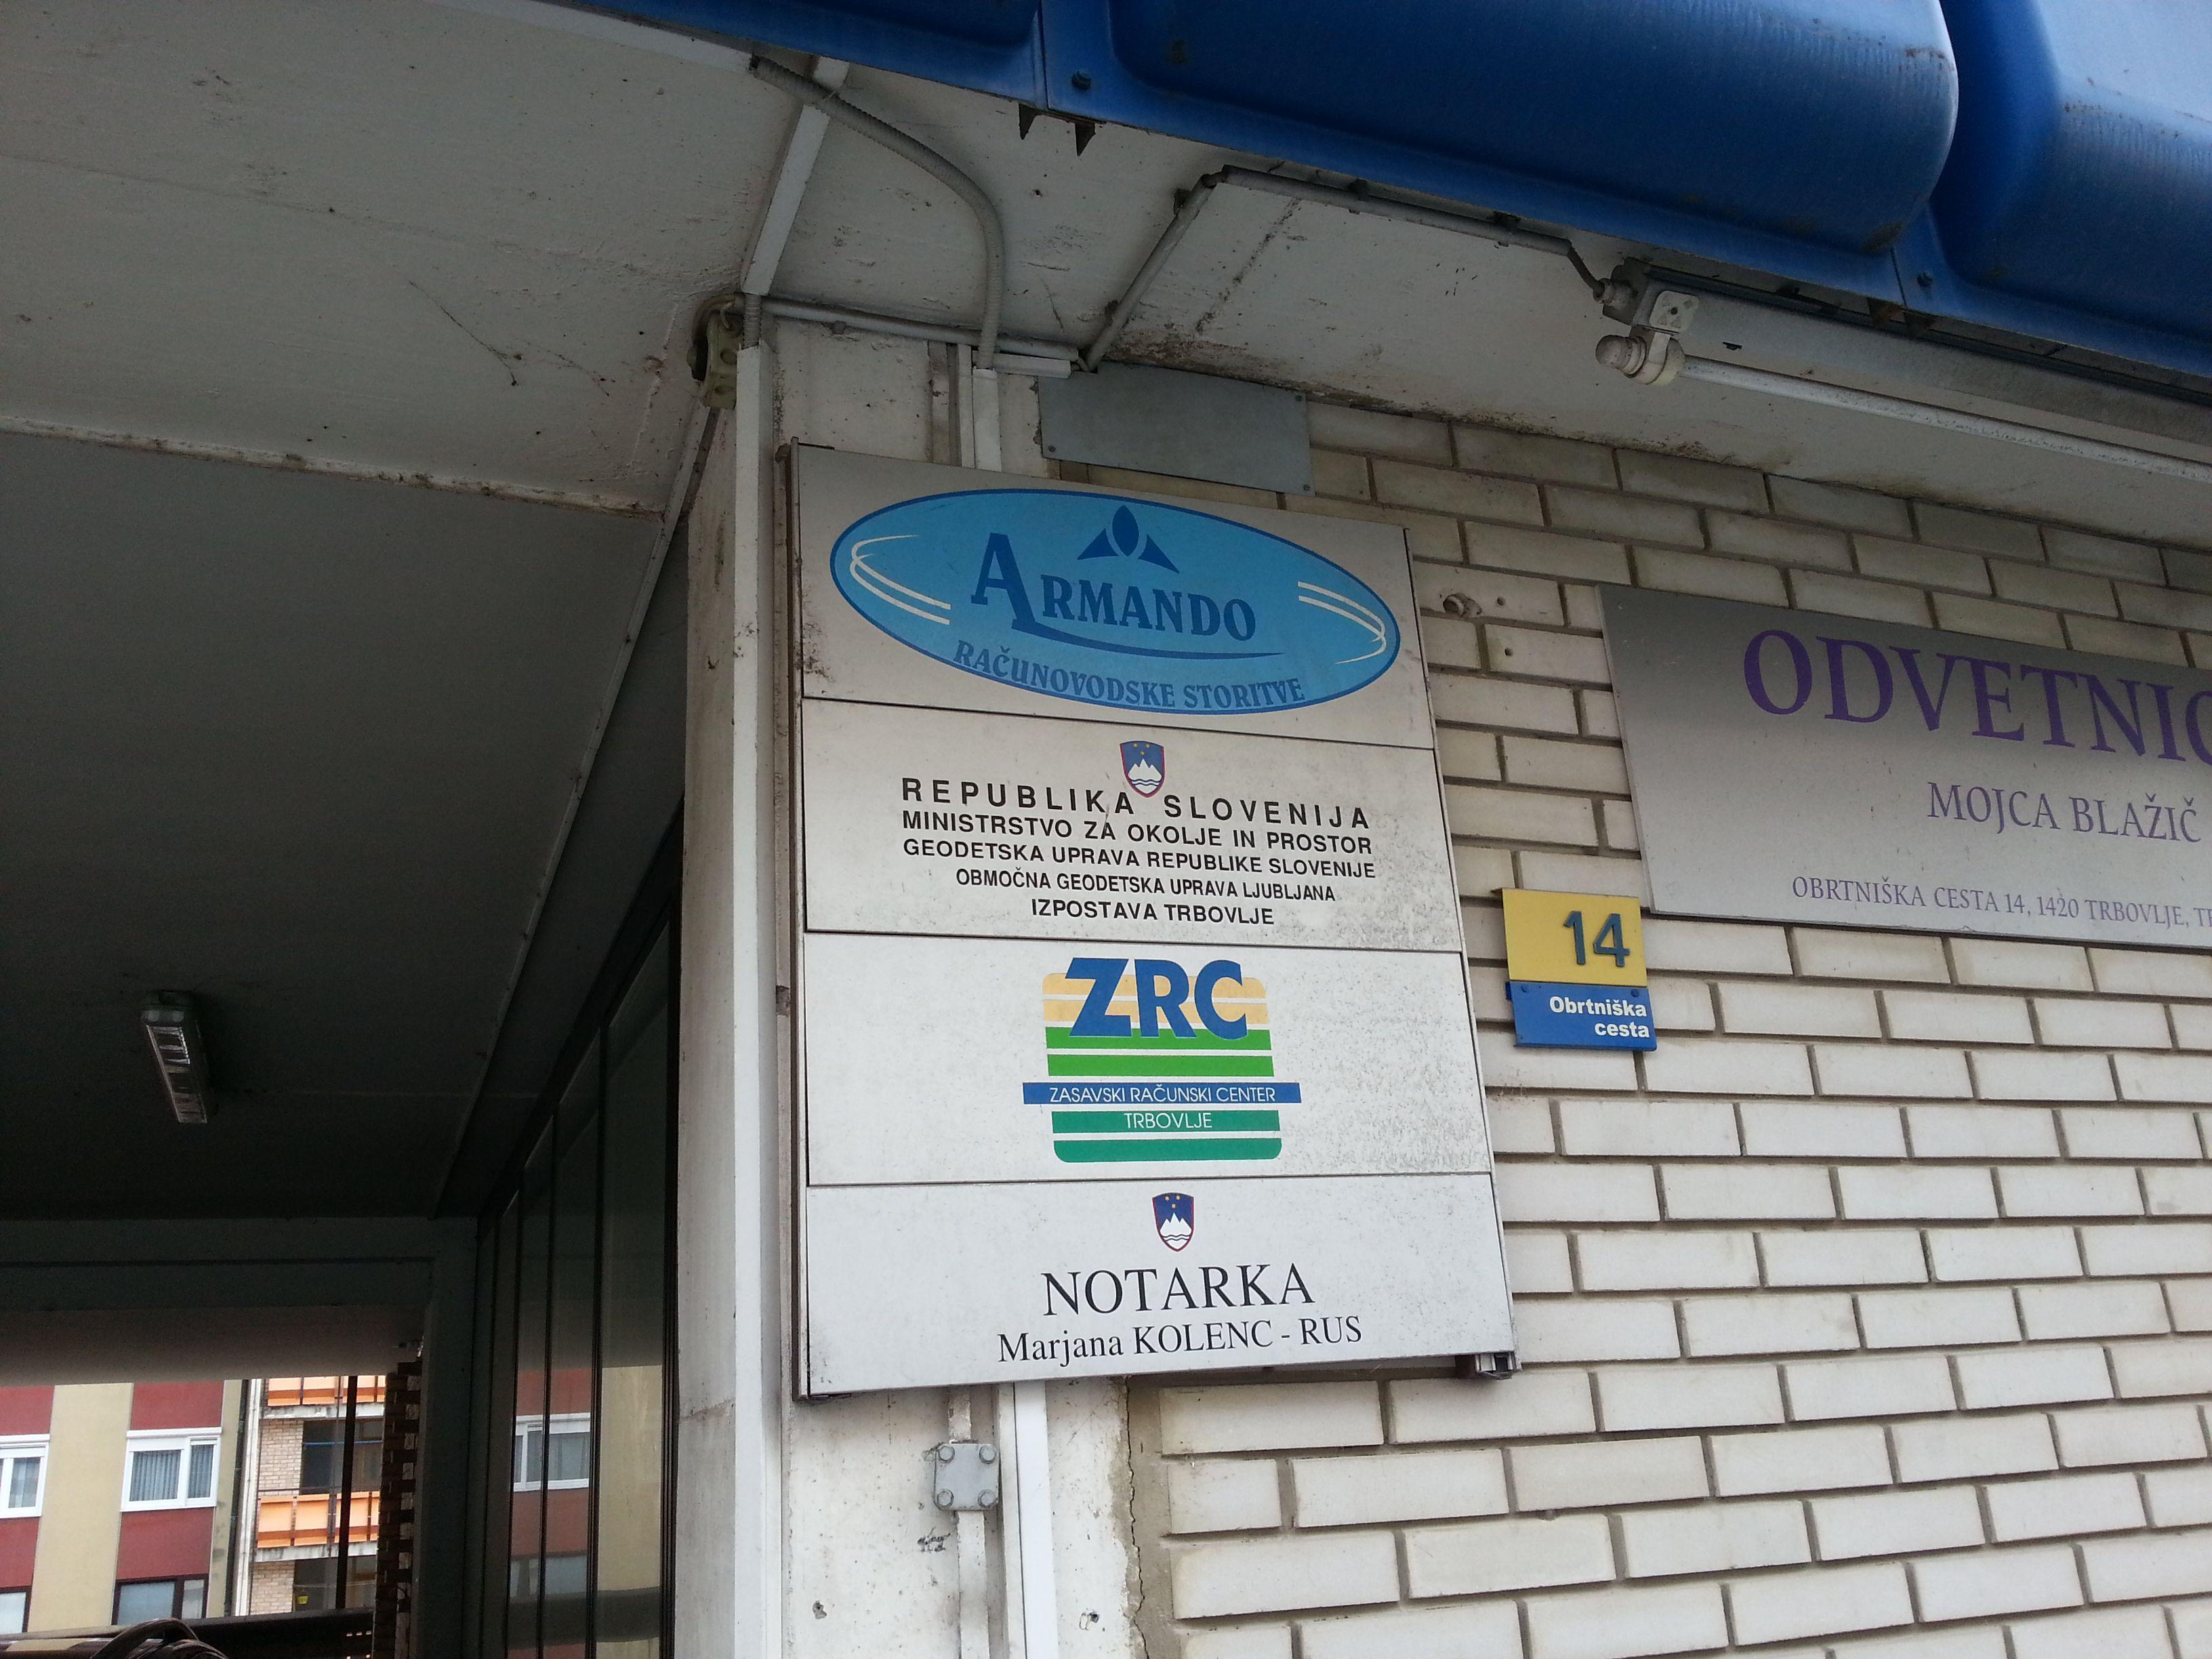 ARMANDO
RAČUNOVODSKE STORITVE
REPUBLIKA SLOVENIJA
MINISTRSTVO ZA OKOLJE IN PROSTOR
GEODETSKA UPRAVA REPUBLIKE SLOVENIJE
OBMOČNA GEODETSKA UPRAVA LJUBLJANA
IZPOSTAVA TRBOVLJE
ZRC
ZASAVSKI RAČUNSKI CENTER
TRBOVLJE
NOTARKA
Marjana KOLENC - RUS
14
Obrtniška
cesta
MOJCA BLAŽIČ
OBRTNIŠKA CESTA 14, 1420 TRBOVLJE,